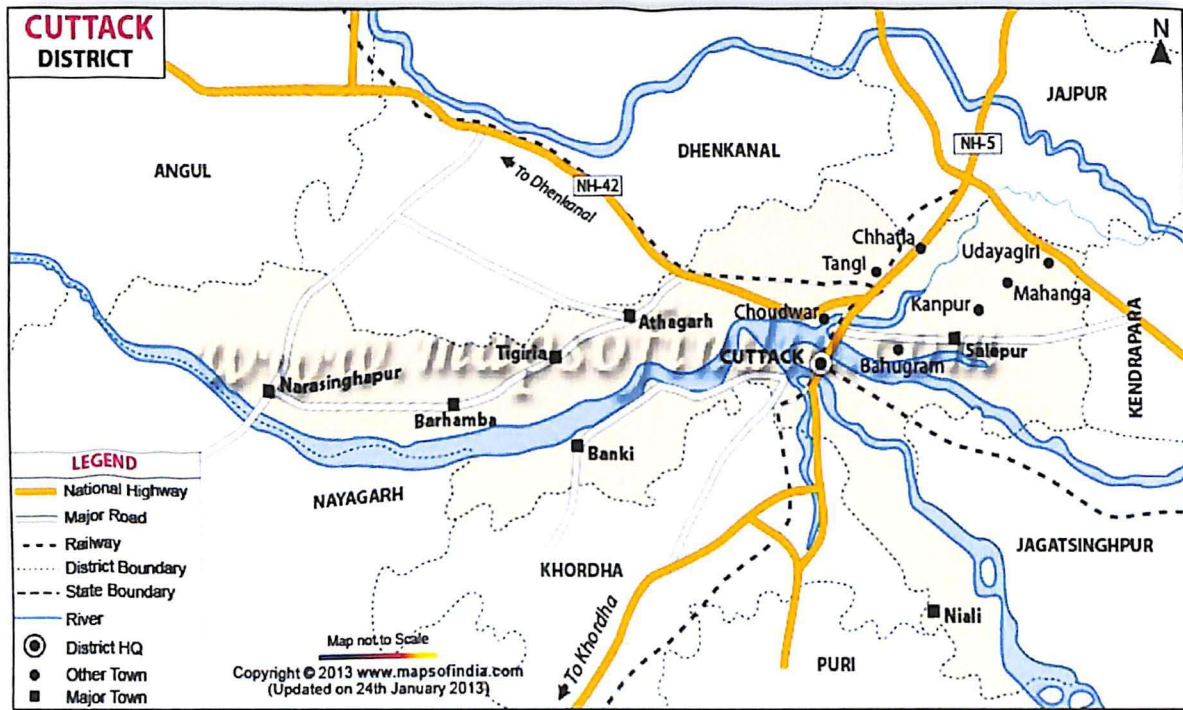 CUTTACK
DISTRICT
N
JAJPUR
ANGUL
DHENKANAL
NH-5
To Dhenkanal
NH-42
Chhatia
Udayagiri
Tangi
Mahanga
Kanpur
Choudwar
Athagarh
www.mapsofindia.com
Tigiria
CUTTACK
Salepur
Bahugram
KENDRAPARA
Narasinghapur
Barhamba
Banki
NAYAGARH
LEGEND
National Highway
Major Road
Railway
District Boundary
State Boundary
River
District HQ
Other Town
Major Town
JAGATSINGHPUR
KHORDHA
Niali
To Khordha
PURI
Map not to Scale
Copyright © 2013 www.mapsofindia.com
(Updated on 24th January 2013)